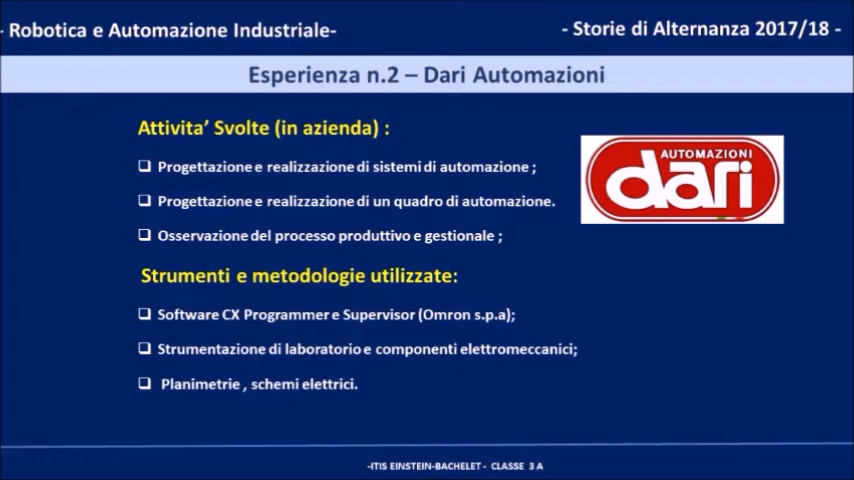 - Robotica e Automazione Industriale-
- Storie di Alternanza 2017/18 -
Esperienza n.2 – Dari Automazioni
Attivita' Svolte (in azienda) :
Progettazione e realizzazione di sistemi di automazione ;
Progettazione e realizzazione di un quadro di automazione.
Osservazione del processo produttivo e gestionale ;
AUTOMAZIONI
dari
Strumenti e metodologie utilizzate:
Software CX Programmer e Supervisor (Omron s.p.a);
Strumentazione di laboratorio e componenti elettromeccanici;
Planimetrie , schemi elettrici.
-ITIS EINSTEIN-BACHELET - CLASSE 3 A